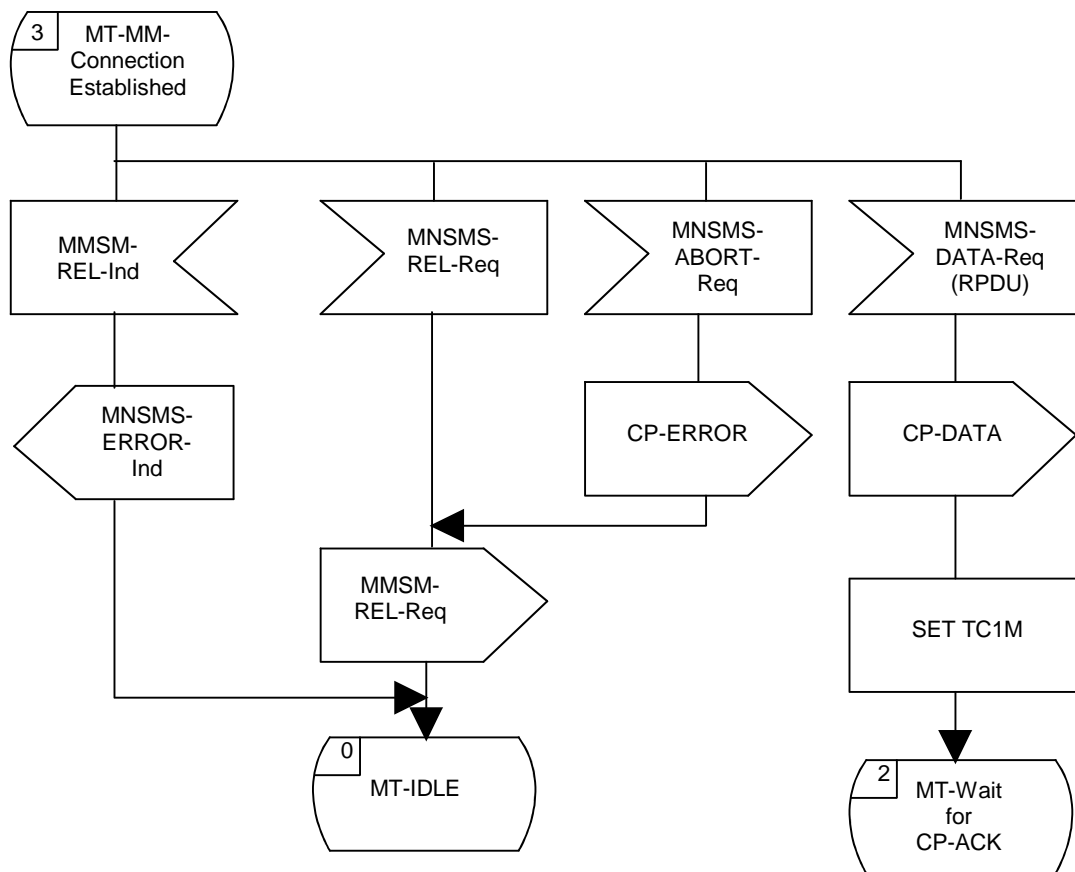 3
MT-MM-
Connection
Established
MMSM-
REL-Ind
MNSMS-
REL-Req
MNSMS-
ABORT-
Req
MNSMS-
DATA-Req
(RPDU)
MNSMS-
ERROR-
Ind
CP-ERROR
CP-DATA
MMSM-
REL-Req
SET TC1M
0
MT-IDLE
2
MT-Wait
for
CP-ACK